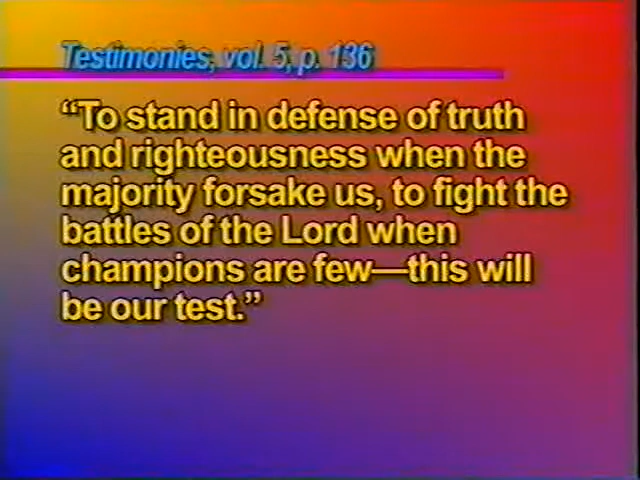 Testimonies, vol. 5, p. 136
“To stand in defense of truth
and righteousness when the
majority forsake us, to fight the
battles of the Lord when
champions are few—this will
be our test.”